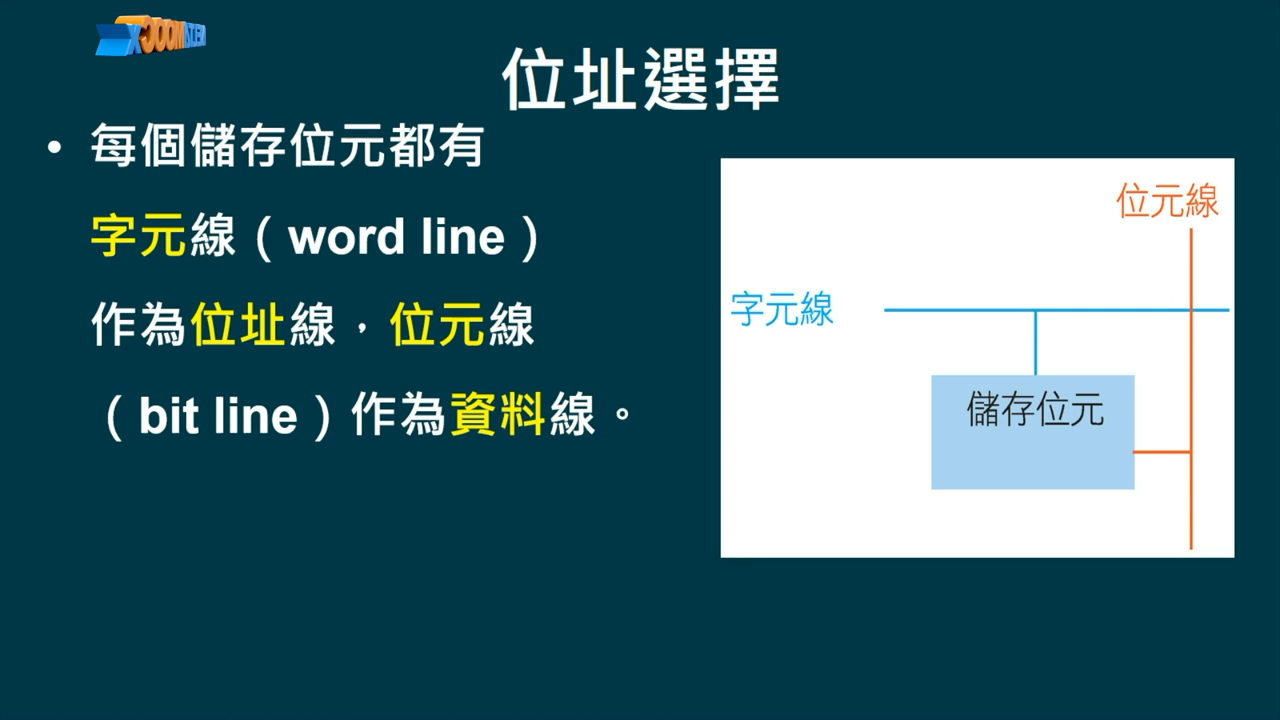 位址選擇
• 每個儲存位元都有
字元線（word line）
作為位址線，位元線
（bit line）作為資料線。
位元線
字元線
儲存位元